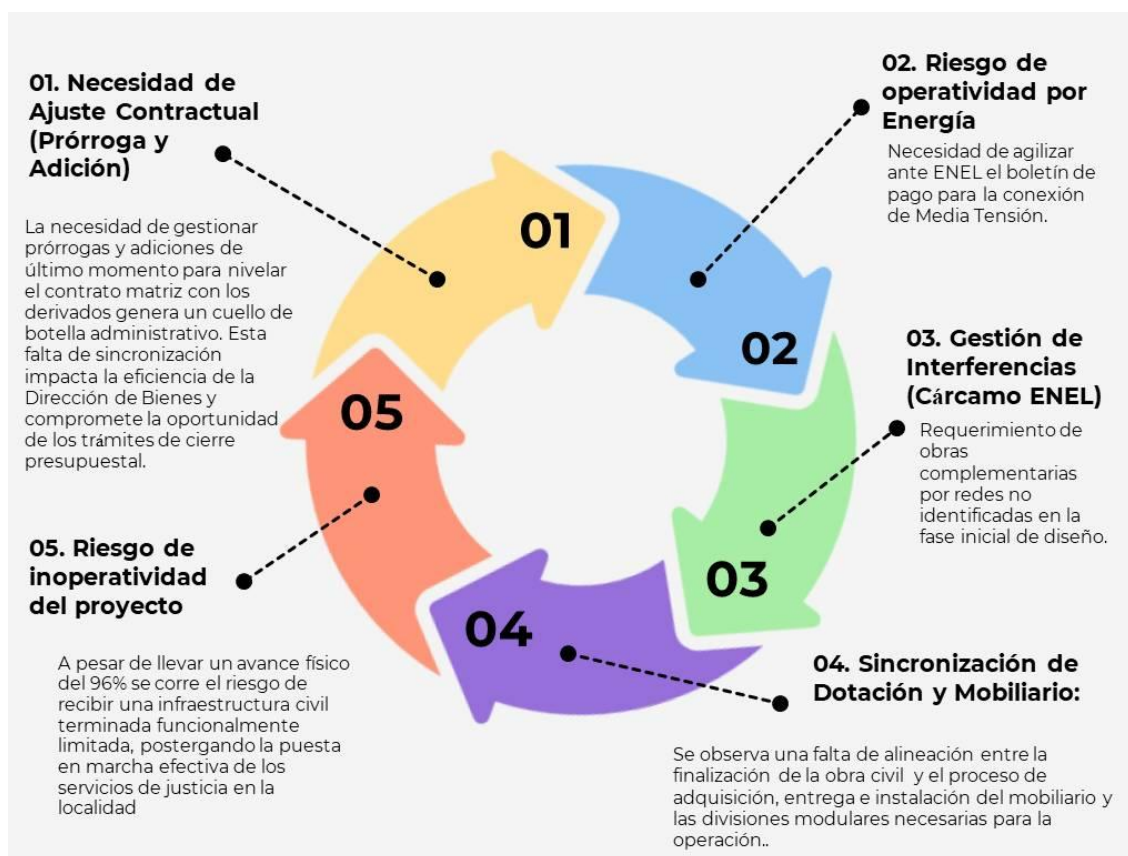 01. Necesidad de
Ajuste Contractual
(Prórroga y
Adición)
La necesidad de gestionar
prórrogas y adiciones de
último momento para nivelar
el contrato matriz con los
derivados genera un cuello de
botella administrativo. Esta
falta de sincronización
impacta la eficiencia de la
Dirección de Bienes y
compromete la oportunidad
de los trámites de cierre
presupuestal.
02. Riesgo de
operatividad por
Energía
Necesidad de agilizar
ante ENEL el boletín de
pago para la conexión
de Media Tensión.
03. Gestión de
Interferencias
(Cárcamo ENEL)
Requerimiento de
obras
complementarias
por redes no
identificadas en la
fase inicial de diseño.
04. Sincronización de
Dotación y Mobiliario:
Se observa una falta de alineación entre la
finalización de la obra civil y el proceso de
adquisición, entrega e instalación del mobiliario y
las divisiones modulares necesarias para la
operación..
05. Riesgo de
inoperatividad
del proyecto
A pesar de llevar un avance físico
del 96% se corre el riesgo de
recibir una infraestructura civil
terminada funcionalmente
limitada, postergando la puesta
en marcha efectiva de los
servicios de justicia en la
localidad
01
02
03
04
05